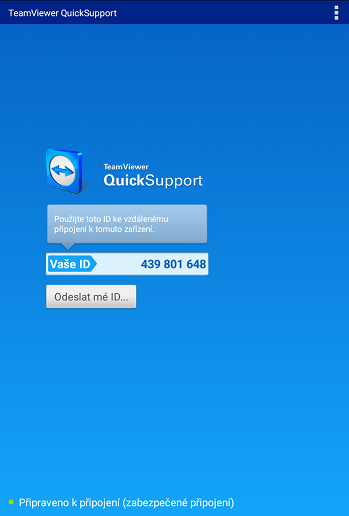 TeamViewer QuickSupport
TeamViewer
QuickSupport
Použijte toto ID ke vzdálenému
připojení k tomuto zařízení.
Vaše ID 439 801 648
Odeslat mé ID...
Připraveno k připojení (zabezpečené připojení)